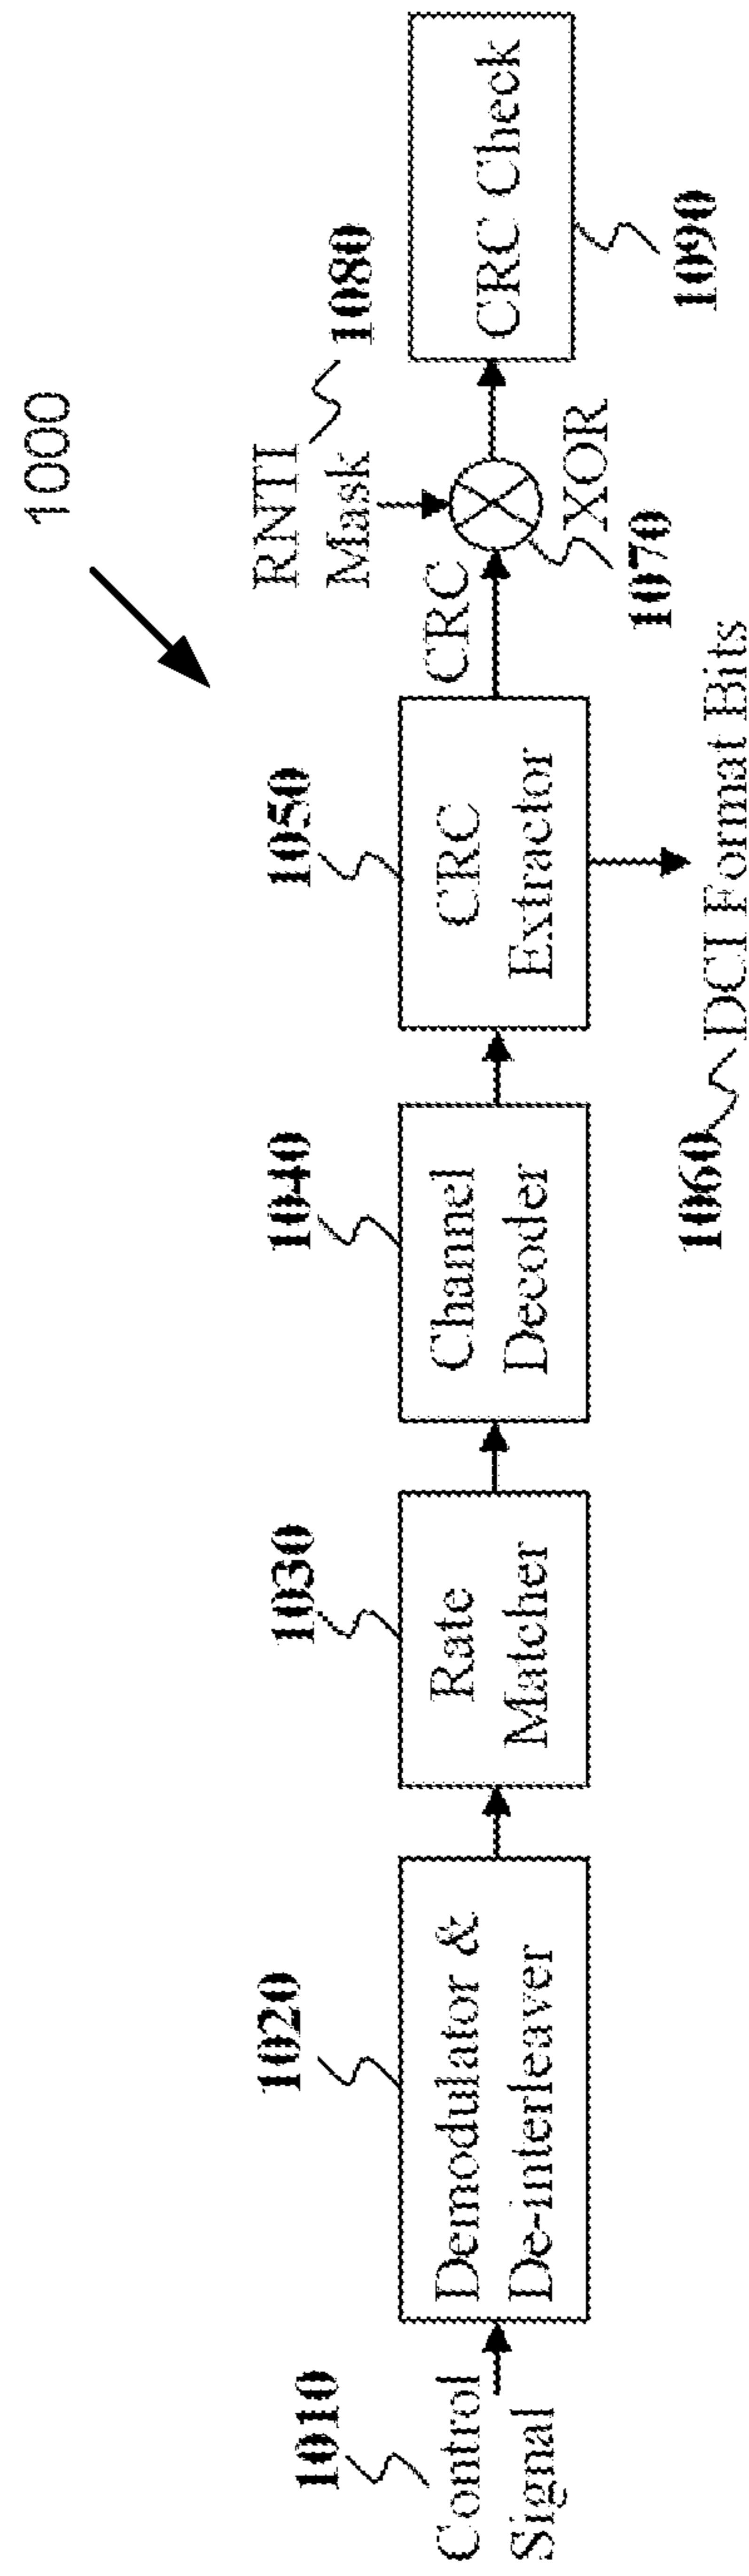 1000
1010
Control
Signal
1020
Demodulator &
De-interleaver
1030
Rate
Matcher
1040
Channel
Decoder
1050
CRC
Extractor
1060
DCI Format Bits
CRC
RNTI
Mask
1080
XOR
1070
CRC Check
1090